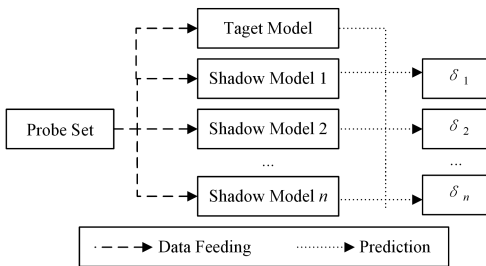 Taget Model
Shadow Model 1
δ 1
Probe Set
Shadow Model 2
δ 2
...
...
Shadow Model n
δ n
Data Feeding
Prediction